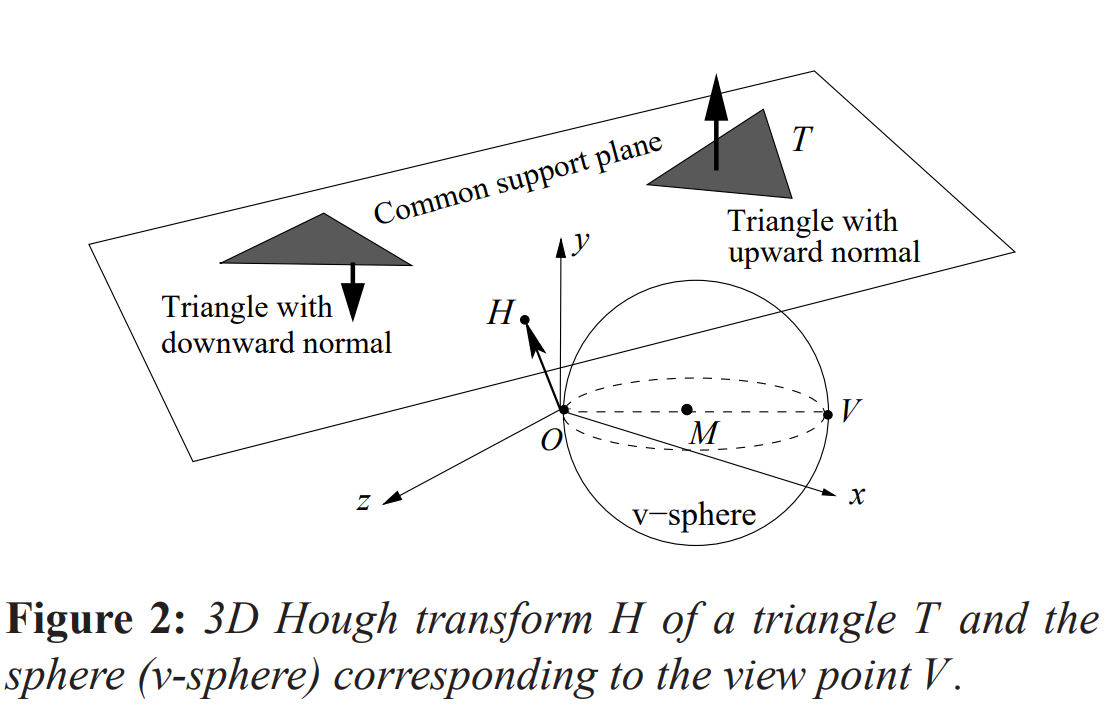 Common support plane
T
Triangle with
upward normal
y
Triangle with
downward normal
H
V
M
O
z
x
v−sphere
Figure 2: 3D Hough transform H of a triangle T and the
sphere (v-sphere) corresponding to the view point V.